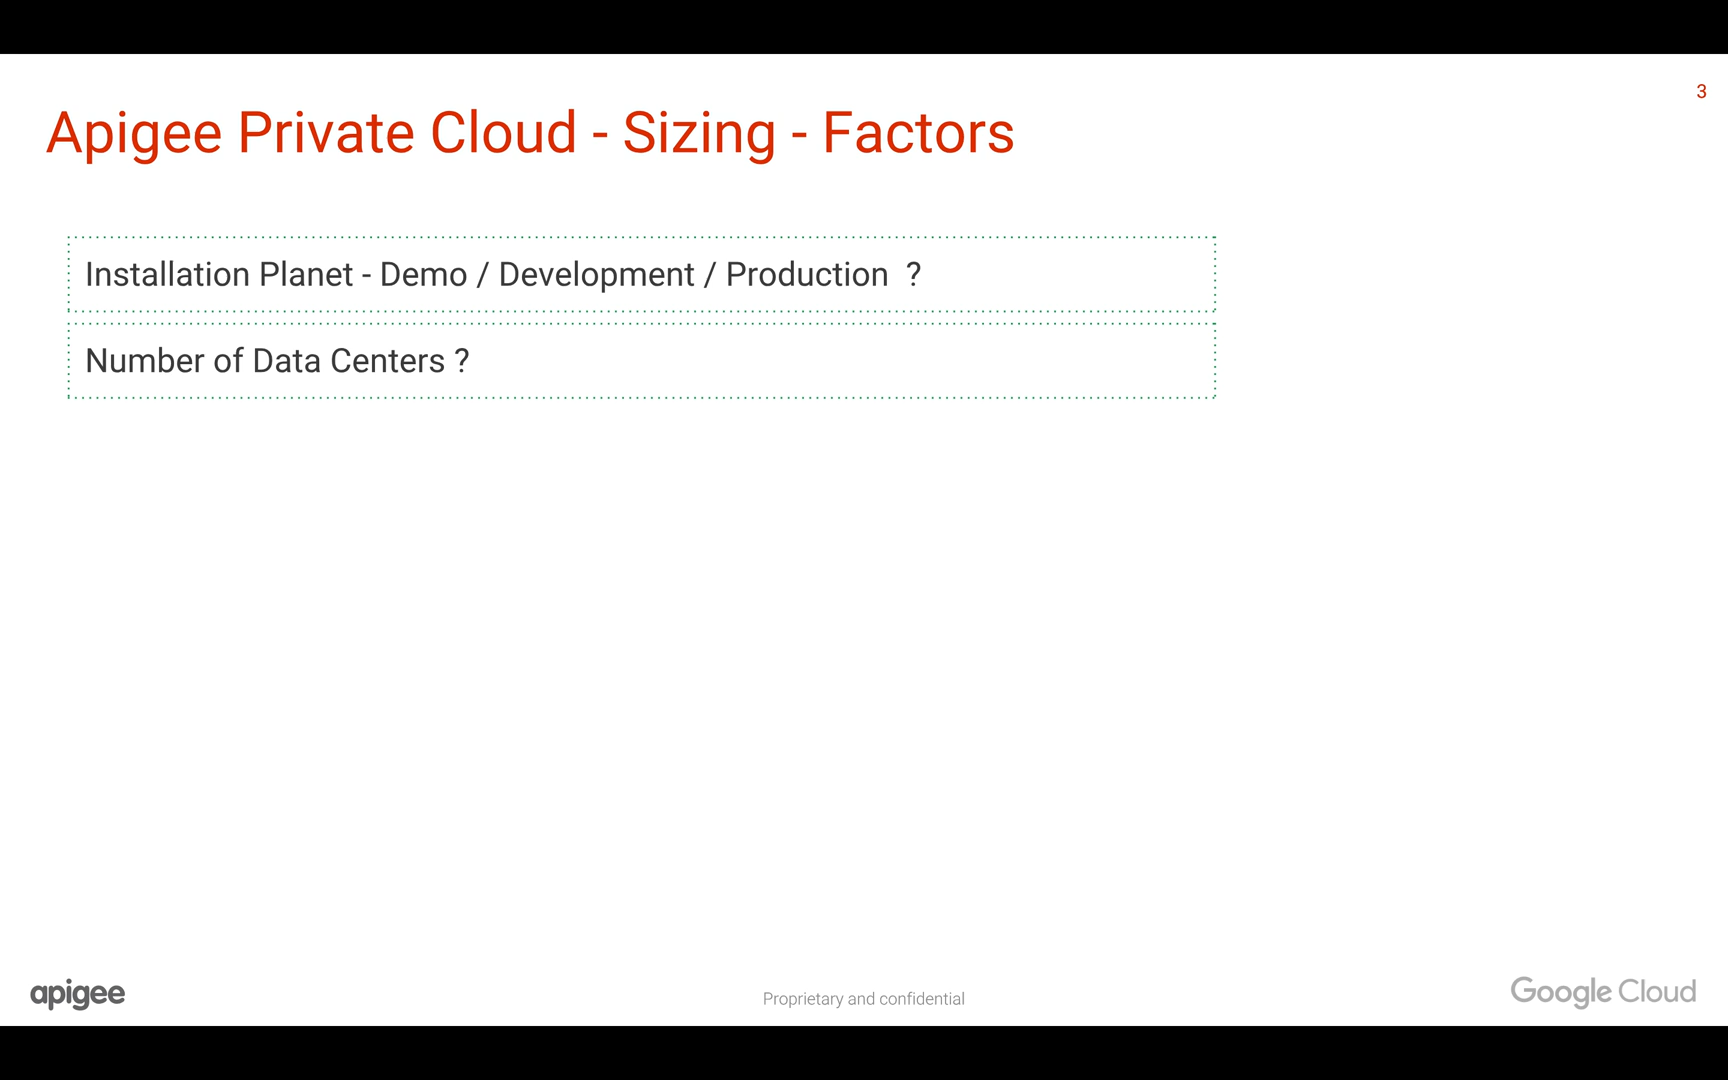 3
Apigee Private Cloud - Sizing - Factors
Installation Planet - Demo / Development / Production ?
Number of Data Centers ?
apigee
Proprietary and confidential
Google Cloud